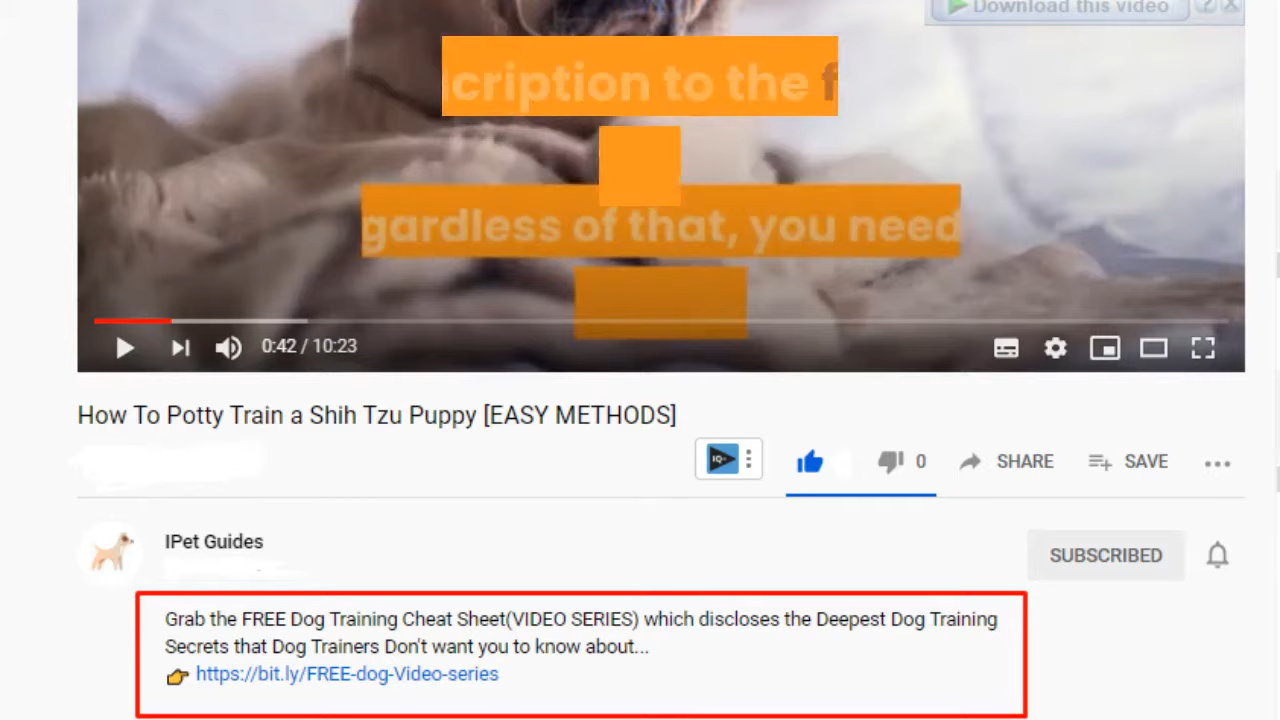 Download this video
cription to the f
gardless of that, you need
0:42 / 10:23
How To Potty Train a Shih Tzu Puppy [EASY METHODS]
IQ
0
SHARE
SAVE
IPet Guides
SUBSCRIBED
Grab the FREE Dog Training Cheat Sheet(VIDEO SERIES) which discloses the Deepest Dog Training
Secrets that Dog Trainers Don't want you to know about...
https://bit.ly/FREE-dog-Video-series